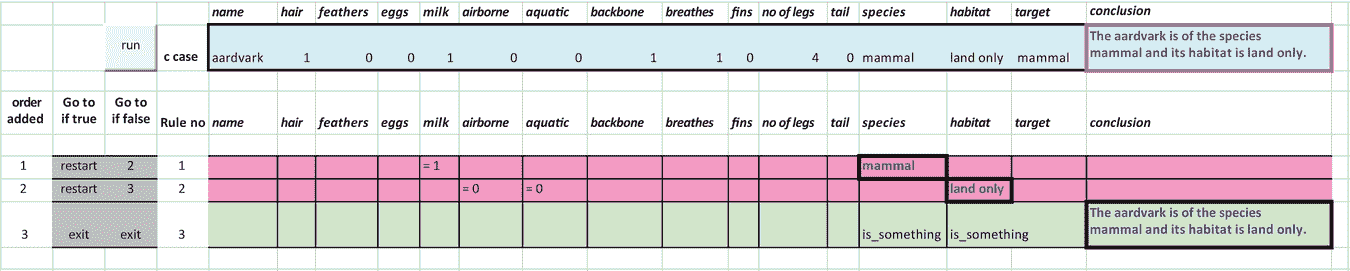 name hair feathers eggs milk airborne aquatic backbone breathes fins no of legs tail species habitat target conclusion
run c case aardvark 1 0 0 1 0 0 1 1 0 4 0 mammal land only mammal The aardvark is of the species
mammal and its habitat is land only.
order Go to Go to
added if true if false Rule no name hair feathers eggs milk airborne aquatic backbone breathes fins no of legs tail species habitat target conclusion
1 restart 2 1 = 1 mammal
2 restart 3 2 = 0 = 0 land only
The aardvark is of the species
3 exit exit 3 is_something is_something mammal and its habitat is land only.